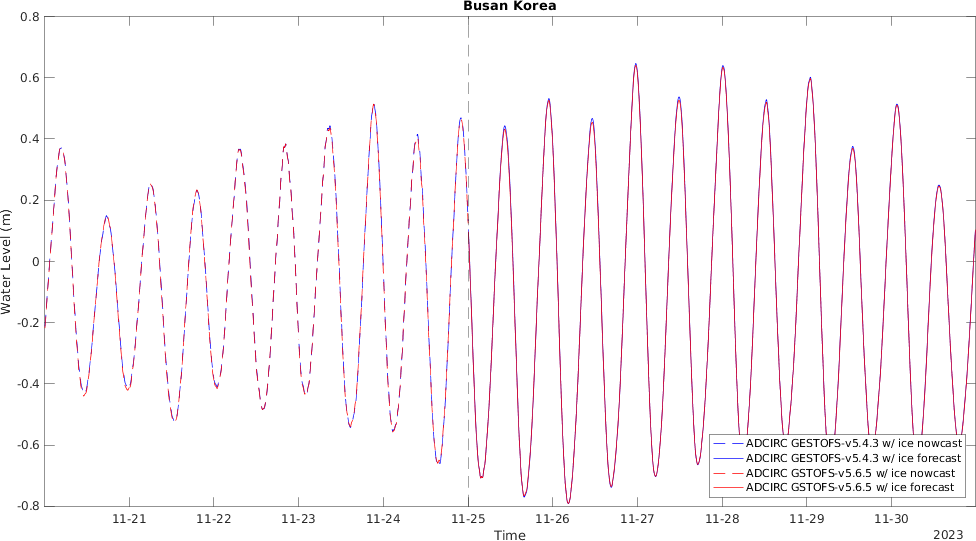 Busan Korea
0.8
0.6
0.4
0.2
0
-0.2
-0.4
-0.6
-0.8
Water Level (m)
ADCIRC GESTOFS-v5.4.3 w/ ice nowcast
ADCIRC GESTOFS-v5.4.3 w/ ice forecast
ADCIRC GSTOFS-v5.6.5 w/ ice nowcast
ADCIRC GSTOFS-v5.6.5 w/ ice forecast
11-21 11-22 11-23 11-24 11-25 11-26 11-27 11-28 11-29 11-30
Time
2023